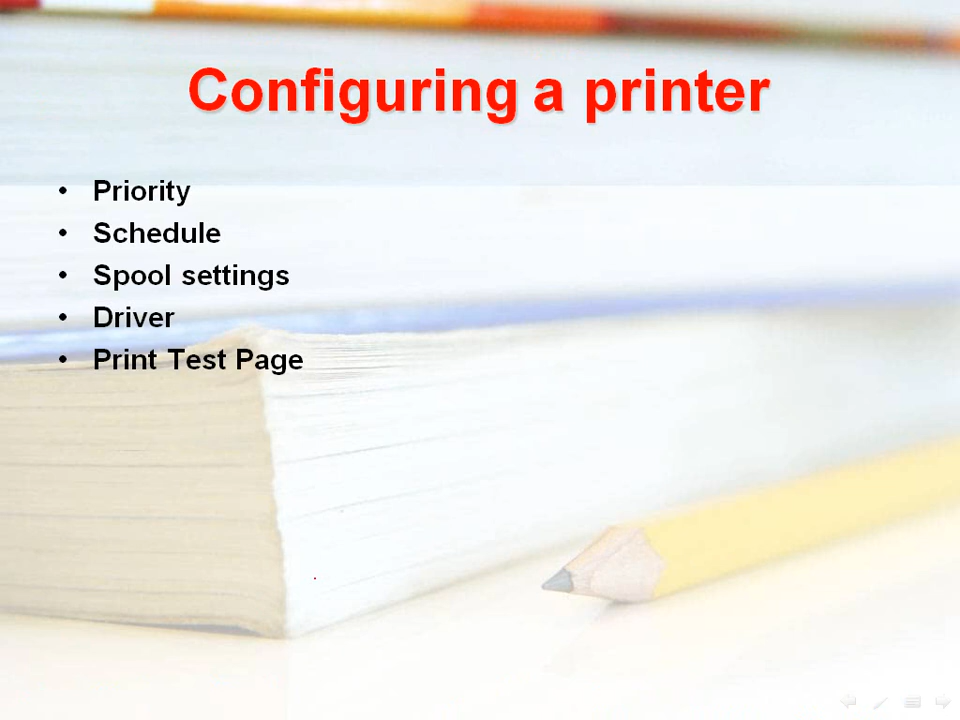 Configuring a printer
• Priority
• Schedule
• Spool settings
• Driver
• Print Test Page